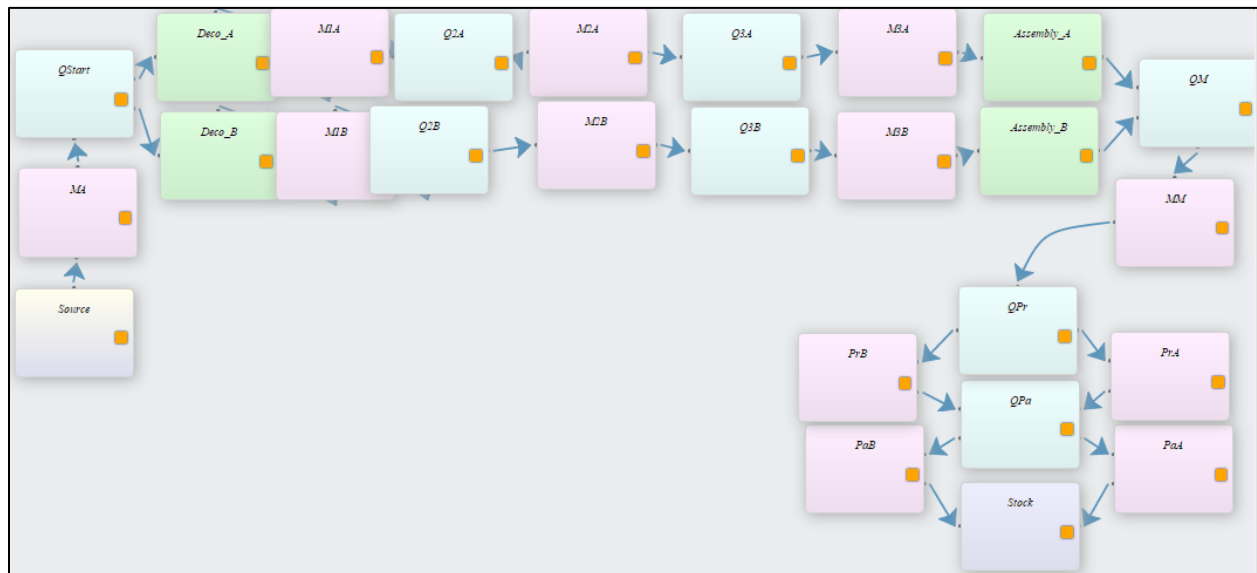 Deco_A
M1A
Q2A
M2A
Q3A
M3A
Assembly_A
QStart
QM
Deco_B
M1B
Q2B
M2B
Q3B
M3B
Assembly_B
MA
MM
Source
QPr
PrB
PrA
QPa
PaB
PaA
Stock